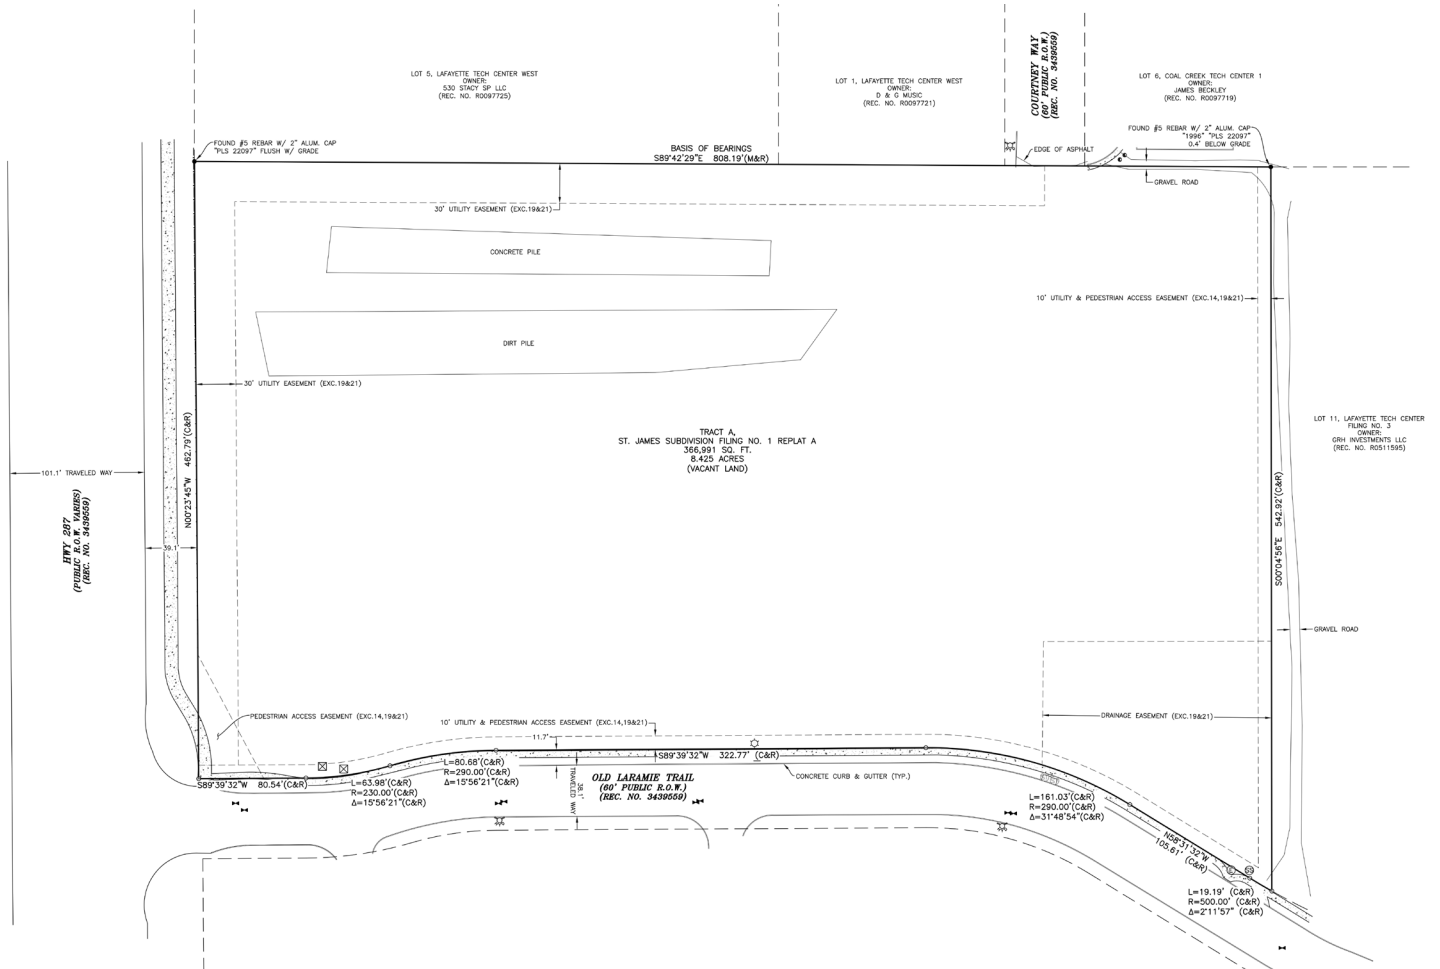 LOT 5, LAFAYETTE TECH CENTER WEST
OWNER:
530 STACY SP LLC
(REC. NO. R0097725)
LOT 1, LAFAYETTE TECH CENTER WEST
OWNER:
D & G MUSIC
(REC. NO. R0097721)
COURTNEY WAY
(60' PUBLIC R.O.W.)
(REC. NO. 3439559)
LOT 6, COAL CREEK TECH CENTER 1
OWNER:
JAMES BECKLEY
(REC. NO. R0097719)
FOUND #5 REBAR W/ 2" ALUM. CAP
"PLS 22097" FLUSH W/ GRADE
BASIS OF BEARINGS
S89°42'29"E 808.19'(M&R)
EDGE OF ASPHALT
FOUND #5 REBAR W/ 2" ALUM. CAP
"1996" "PLS 22097"
0.4' BELOW GRADE
GRAVEL ROAD
30' UTILITY EASEMENT (EXC.19&21)
CONCRETE PILE
10' UTILITY & PEDESTRIAN ACCESS EASEMENT (EXC.14,19&21)
DIRT PILE
30' UTILITY EASEMENT (EXC.19&21)
TRACT A,
ST. JAMES SUBDIVISION FILING NO. 1 REPLAT A
366,991 SQ. FT.
8.425 ACRES
(VACANT LAND)
LOT 11, LAFAYETTE TECH CENTER
FILING NO. 3
OWNER:
GRH INVESTMENTS LLC
(REC. NO. R0511595)
N00°23'45"W 462.79'(C&R)
101.1' TRAVELED WAY
HWY 287
(PUBLIC R.O.W. VARIES)
(REC. NO. 3439559)
39.1'
S00°04'56"E 542.92'(C&R)
GRAVEL ROAD
PEDESTRIAN ACCESS EASEMENT (EXC.14,19&21)
10' UTILITY & PEDESTRIAN ACCESS EASEMENT (EXC.14,19&21)
DRAINAGE EASEMENT (EXC.19&21)
11.7'
S89°39'32"W 322.77' (C&R)
S89°39'32"W 80.54'(C&R)
L=63.98'(C&R)
R=230.00'(C&R)
Δ=15°56'21"(C&R)
L=80.68'(C&R)
R=290.00'(C&R)
Δ=15°56'21"(C&R)
38.1'
TRAVELED WAY
OLD LARAMIE TRAIL
(60' PUBLIC R.O.W.)
(REC. NO. 3439559)
CONCRETE CURB & GUTTER (TYP.)
L=161.03'(C&R)
R=290.00'(C&R)
Δ=31°48'54"(C&R)
N58°31'32"W
105.61' (C&R)
L=19.19' (C&R)
R=500.00' (C&R)
Δ=2°11'57" (C&R)